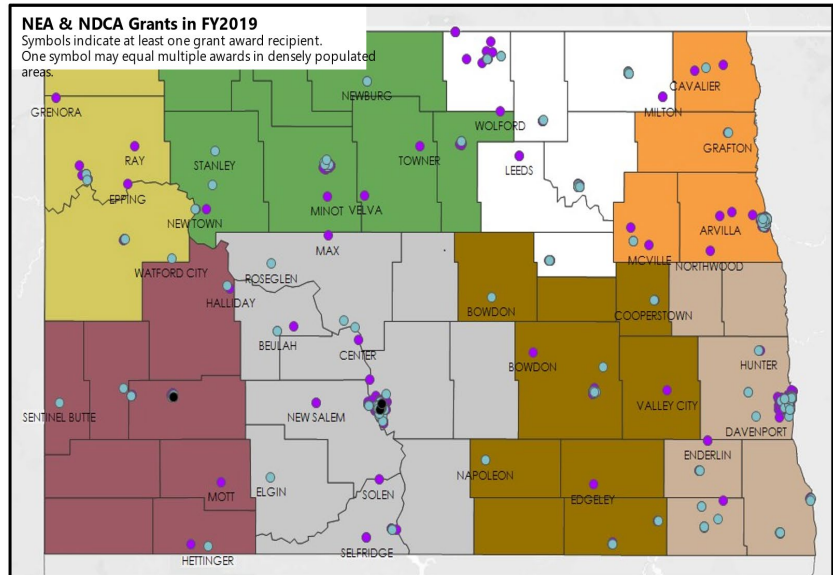 NEA & NDCA Grants in FY2019
Symbols indicate at least one grant award recipient.
One symbol may equal multiple awards in densely populated
areas.
NEWBURG
CAVALIER
GRENORA
MILTON
WOLFORD
RAY
STANLEY
TOWNER
LEEDS
GRAFTON
EPPING
NEW TOWN
MINOT
VELVA
ARVILLA
MAX
MCVILLE
NORTHWOOD
WATFORD CITY
ROSEGLEN
HALLIDAY
BOWDON
COOPERSTOWN
BEULAH
CENTER
BOWDON
HUNTER
SENTINEL BUTTE
NEW SALEM
VALLEY CITY
DAVENPORT
ENDERLIN
MOTT
ELGIN
SOLEN
NAPOLEON
EDGELEY
HETTINGER
SELFRIDGE